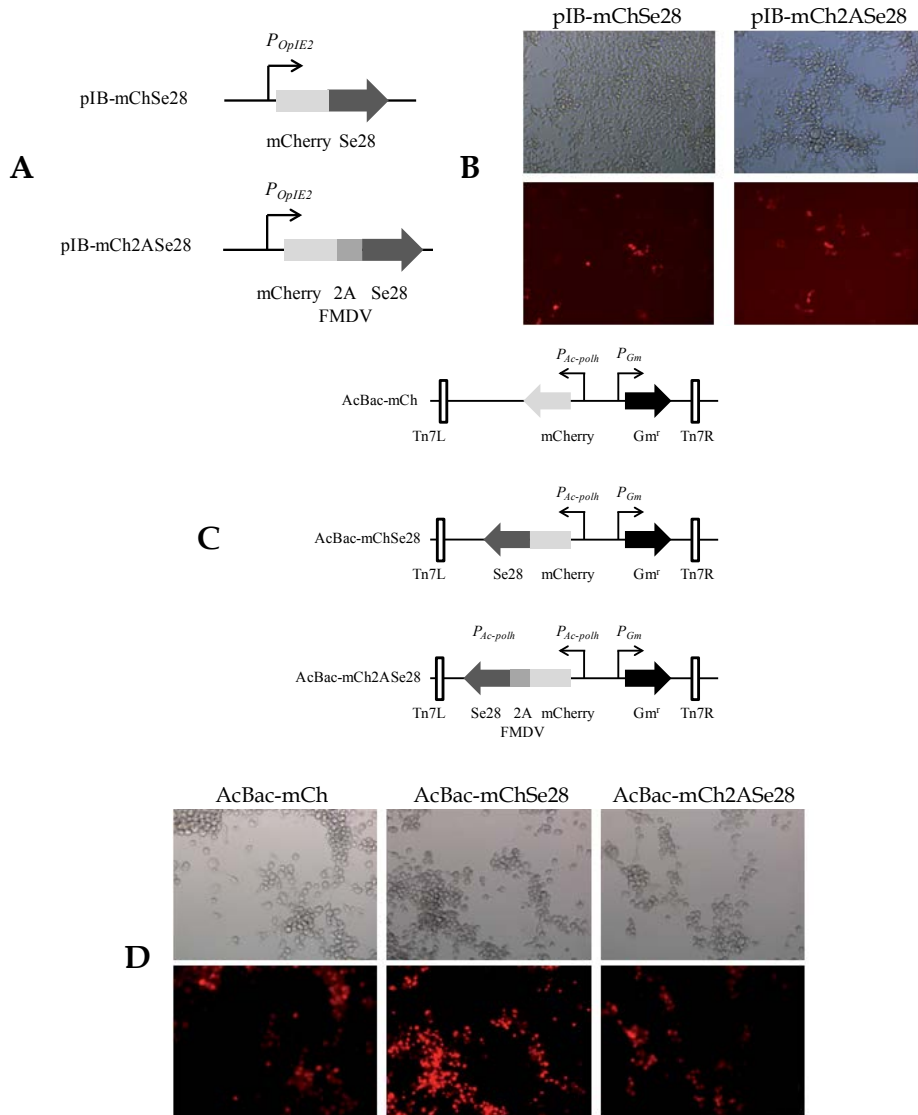 A
P_OpIE2
pIB-mChSe28
mCherry Se28
P_OpIE2
pIB-mCh2ASe28
mCherry 2A Se28
FMDV
B
pIB-mChSe28 pIB-mCh2ASe28
C
P_Ac-polh P_Gm
AcBac-mCh
Tn7L mCherry Gm^r Tn7R
P_Ac-polh P_Gm
AcBac-mChSe28
Tn7L Se28 mCherry Gm^r Tn7R
P_Ac-polh P_Ac-polh P_Gm
AcBac-mCh2ASe28
Tn7L Se28 2A mCherry Gm^r Tn7R
FMDV
D
AcBac-mCh AcBac-mChSe28 AcBac-mCh2ASe28